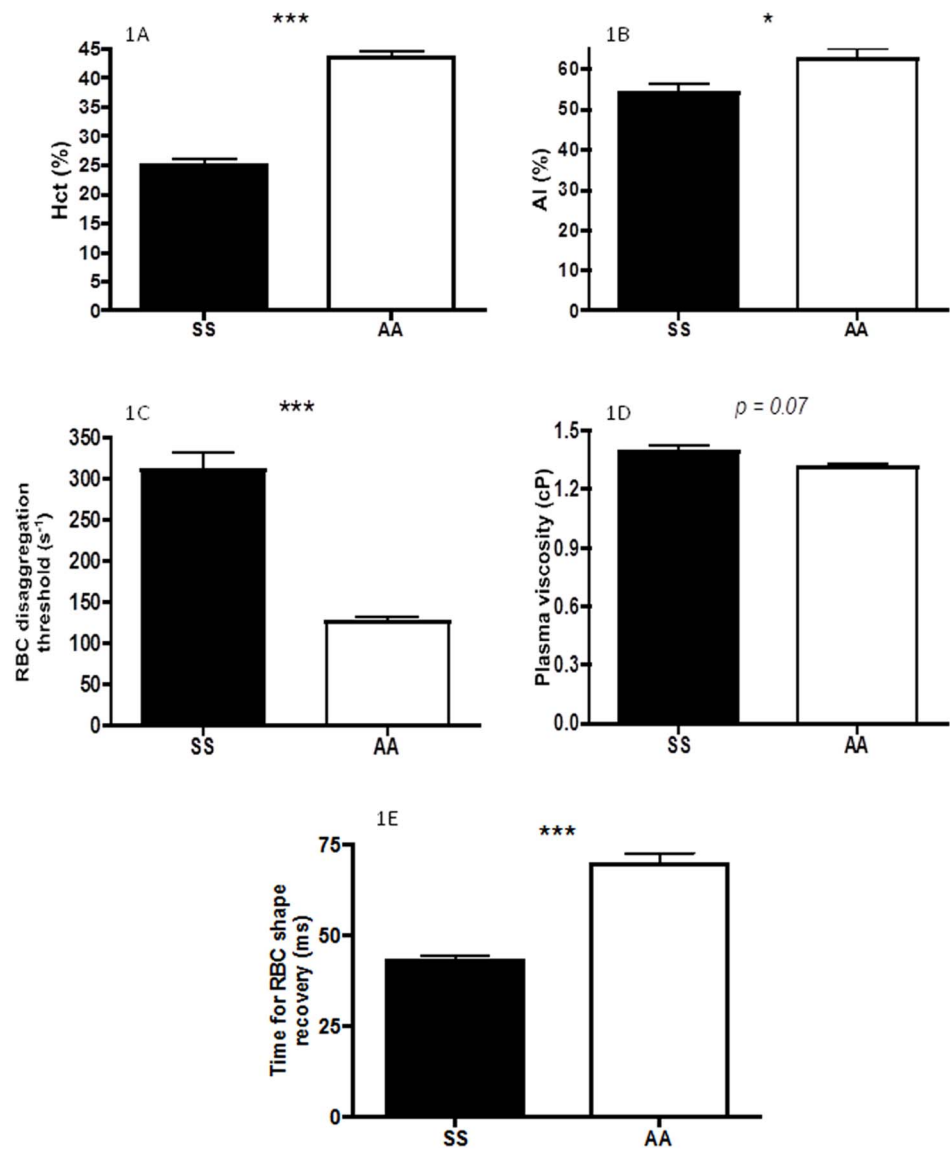 1A
***
Hct (%)
45
40
35
30
25
20
15
10
5
0
SS
AA
1B
*
AI (%)
60
50
40
30
20
10
0
SS
AA
1C
***
RBC disaggregation
threshold (s⁻¹)
350
300
250
200
150
100
50
0
SS
AA
1D
p = 0.07
Plasma viscosity (cP)
1.5
1.2
0.9
0.6
0.3
0.0
SS
AA
1E
***
Time for RBC shape
recovery (ms)
75
50
25
0
SS
AA